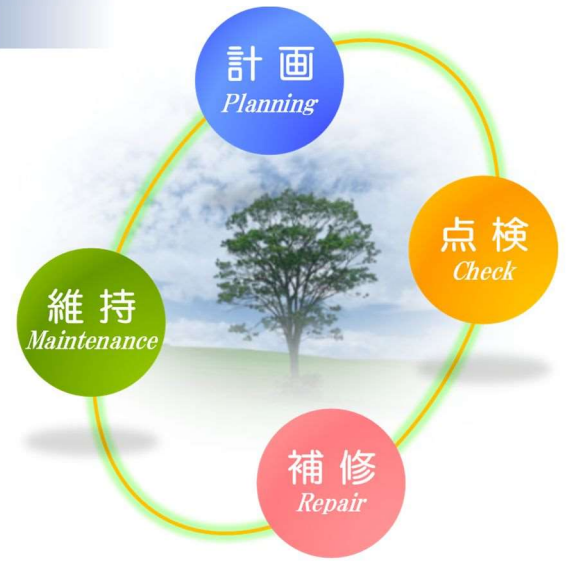 計画
Planning
点検
Check
補修
Repair
維持
Maintenance